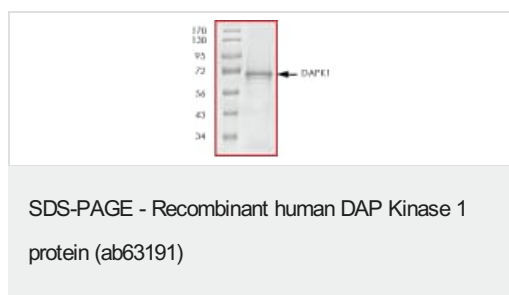 170
130
95
72
56
43
34
DAPK1
SDS-PAGE - Recombinant human DAP Kinase 1
protein (ab63191)